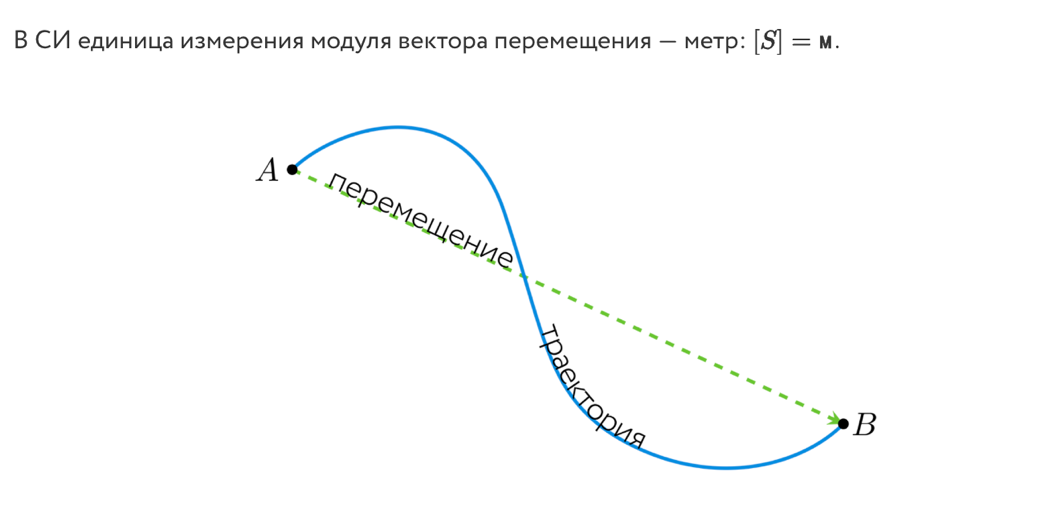 В СИ единица измерения модуля вектора перемещения — метр: [S] = м.
A
перемещение
траектория
B